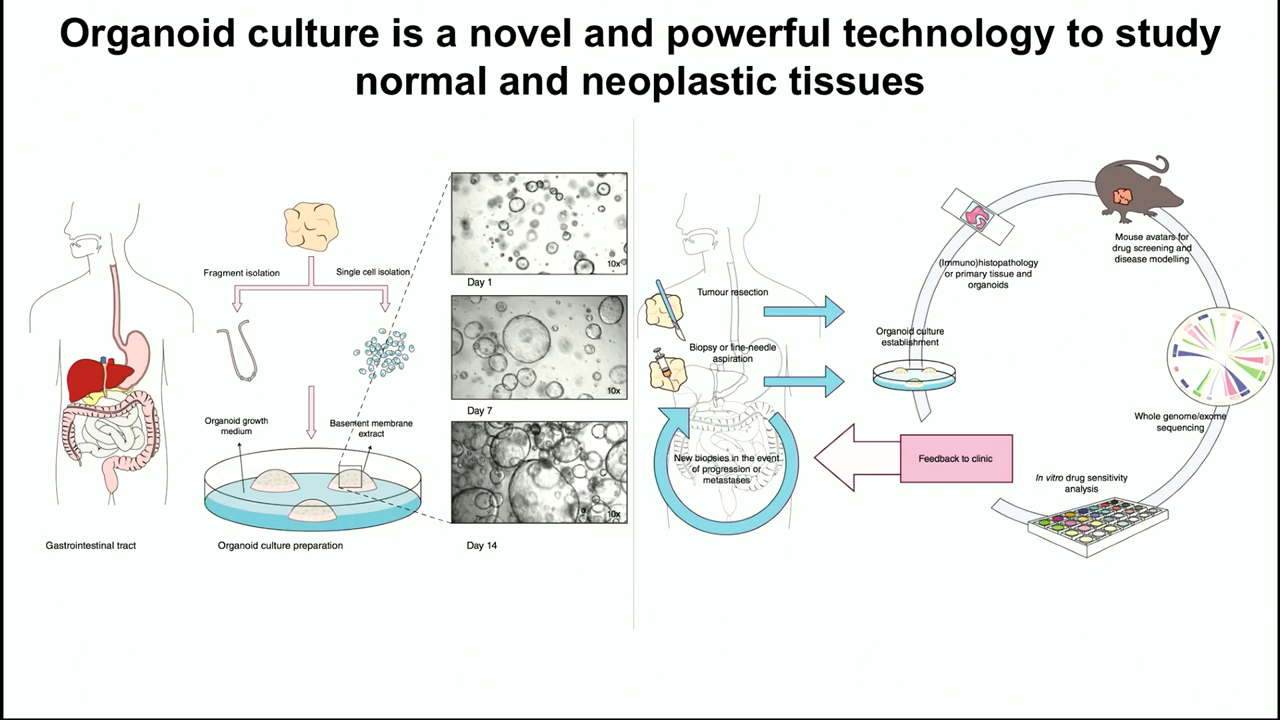 Organoid culture is a novel and powerful technology to study
normal and neoplastic tissues
Fragment isolation
Single cell isolation
Organoid growth
medium
Basement membrane
extract
Gastrointestinal tract
Organoid culture preparation
10x
Day 1
10x
Day 7
10x
Day 14
Tumour resection
Biopsy or fine-needle
aspiration
New biopsies in the event
of progression or
metastases
Organoid culture
establishment
(Immuno)histopathology
or primary tissue and
organoids
Mouse avatars for
drug screening and
disease modelling
Whole genome/exome
sequencing
In vitro drug sensitivity
analysis
Feedback to clinic